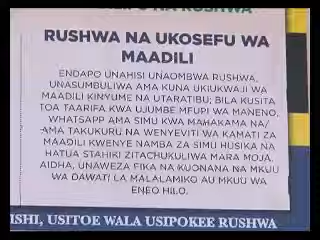 NA RUSHWA
RUSHWA NA UKOSEFU WA
MAADILI
ENDAPO UNAHISI UNAOMBWA RUSHWA,
UNASUMBULIWA AMA KUNA UKIUKWAJI WA
MAADILI KINYUME NA UTARATIBU; BILA KUSITA
TOA TAARIFA KWA UJUMBE MFUPI WA MANENO,
WHATSAPP AMA SIMU KWA MAHAKAMA NA/
AMA TAKUKURU NA WENYEVITI WA KAMATI ZA
MAADILI KWENYE NAMBA ZA SIMU HUSIKA NA
HATUA STAHIKI ZITACHUKULIWA MARA MOJA.
AIDHA, UNAWEZA FIKA NA KUONANA NA MKUU
WA DAWATI LA MALALAMIKO AU MKUU WA
ENEO HILO.
ISHI, USITOE WALA USIPOKEE RUSHWA